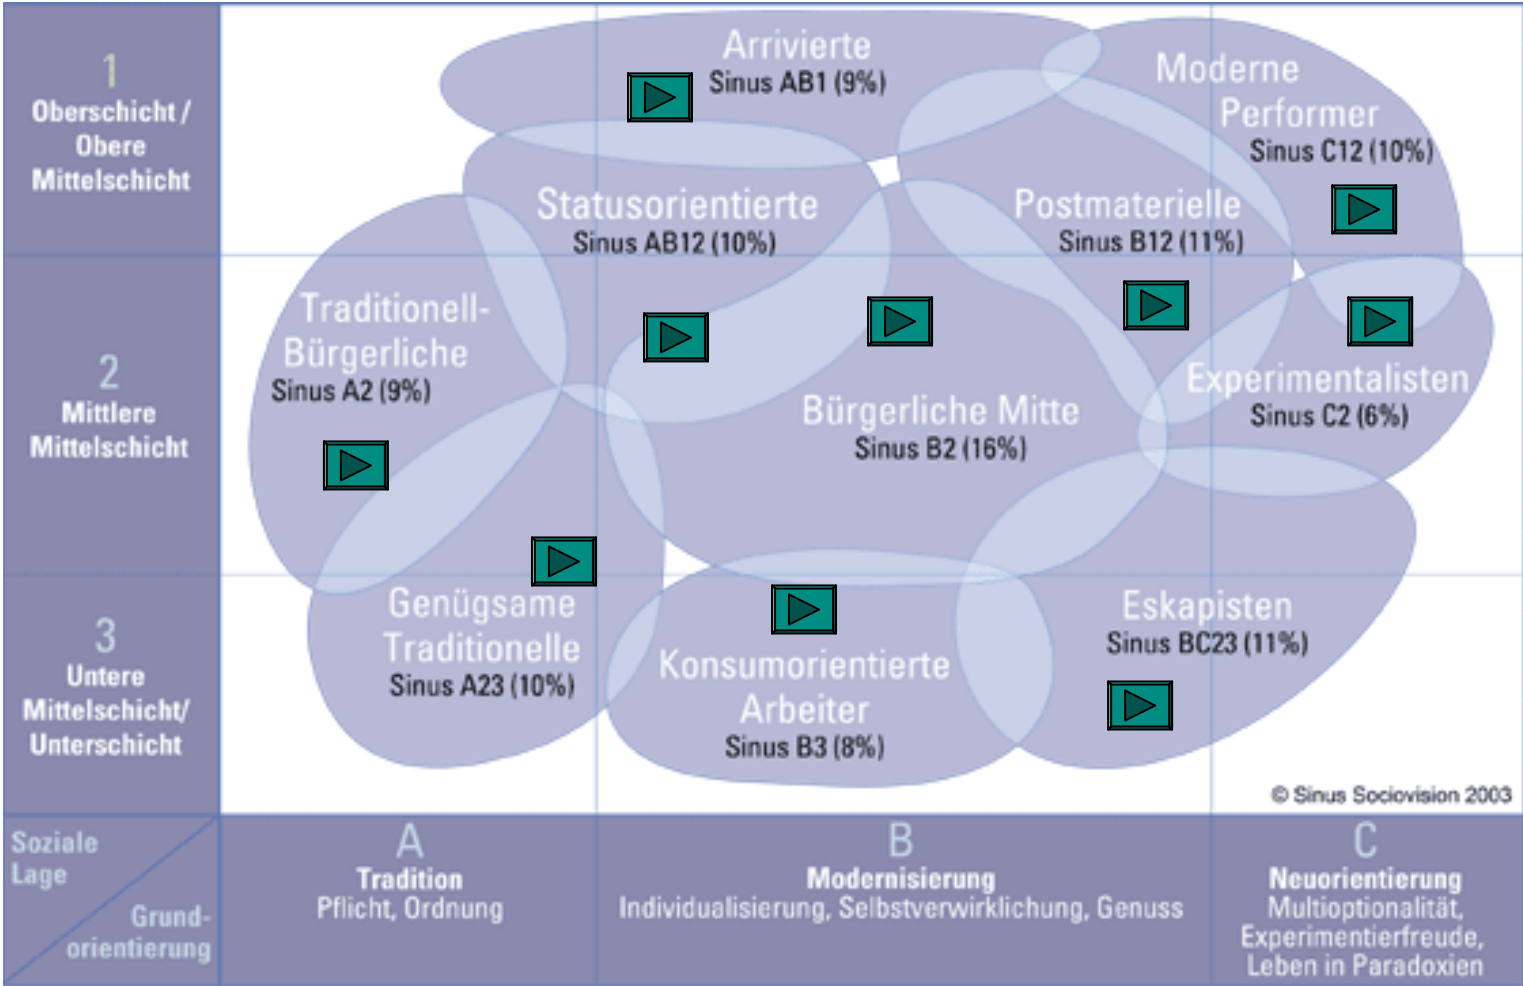 1
Oberschicht /
Obere
Mittelschicht
2
Mittlere
Mittelschicht
3
Untere
Mittelschicht/
Unterschicht
Arrivierte
Sinus AB1 (9%)
Moderne
Performer
Sinus C12 (10%)
Statusorientierte
Sinus AB12 (10%)
Postmaterielle
Sinus B12 (11%)
Traditionell-
Bürgerliche
Sinus A2 (9%)
Bürgerliche Mitte
Sinus B2 (16%)
Experimentalisten
Sinus C2 (6%)
Genügsame
Traditionelle
Sinus A23 (10%)
Konsumorientierte
Arbeiter
Sinus B3 (8%)
Eskapisten
Sinus BC23 (11%)
© Sinus Sociovision 2003
Soziale
Lage
Grund-
orientierung
A
Tradition
Pflicht, Ordnung
B
Modernisierung
Individualisierung, Selbstverwirklichung, Genuss
C
Neuorientierung
Multioptionalität,
Experimentierfreude,
Leben in Paradoxien